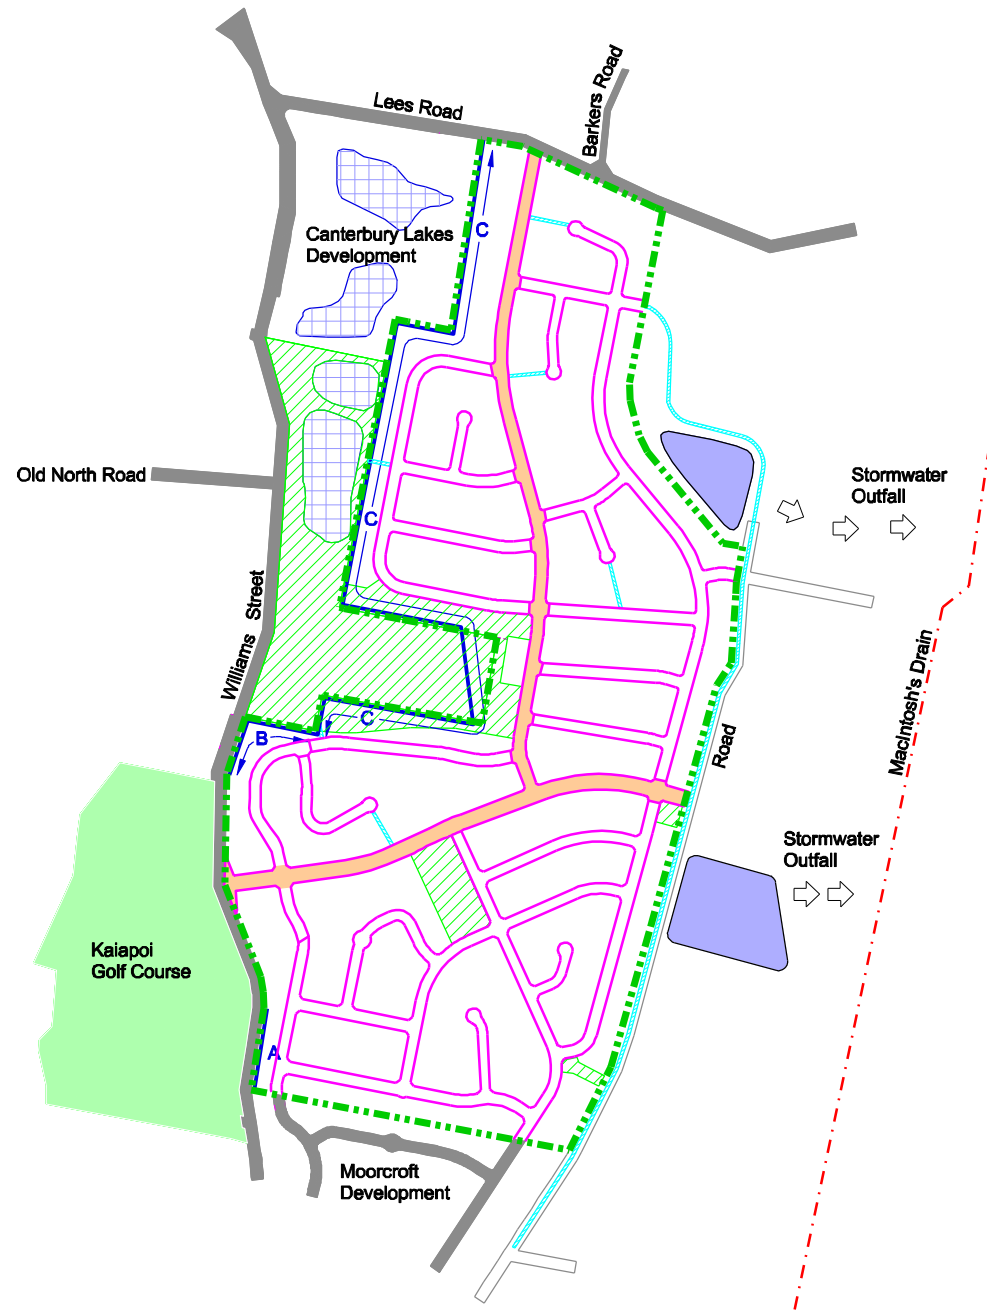 Lees Road
Barkers Road
C
Canterbury Lakes
Development
Old North Road
Stormwater
Outfall
C
Williams Street
MacIntosh's Drain
C
B
Road
Stormwater
Outfall
Kaiapoi
Golf Course
A
Moorcroft
Development